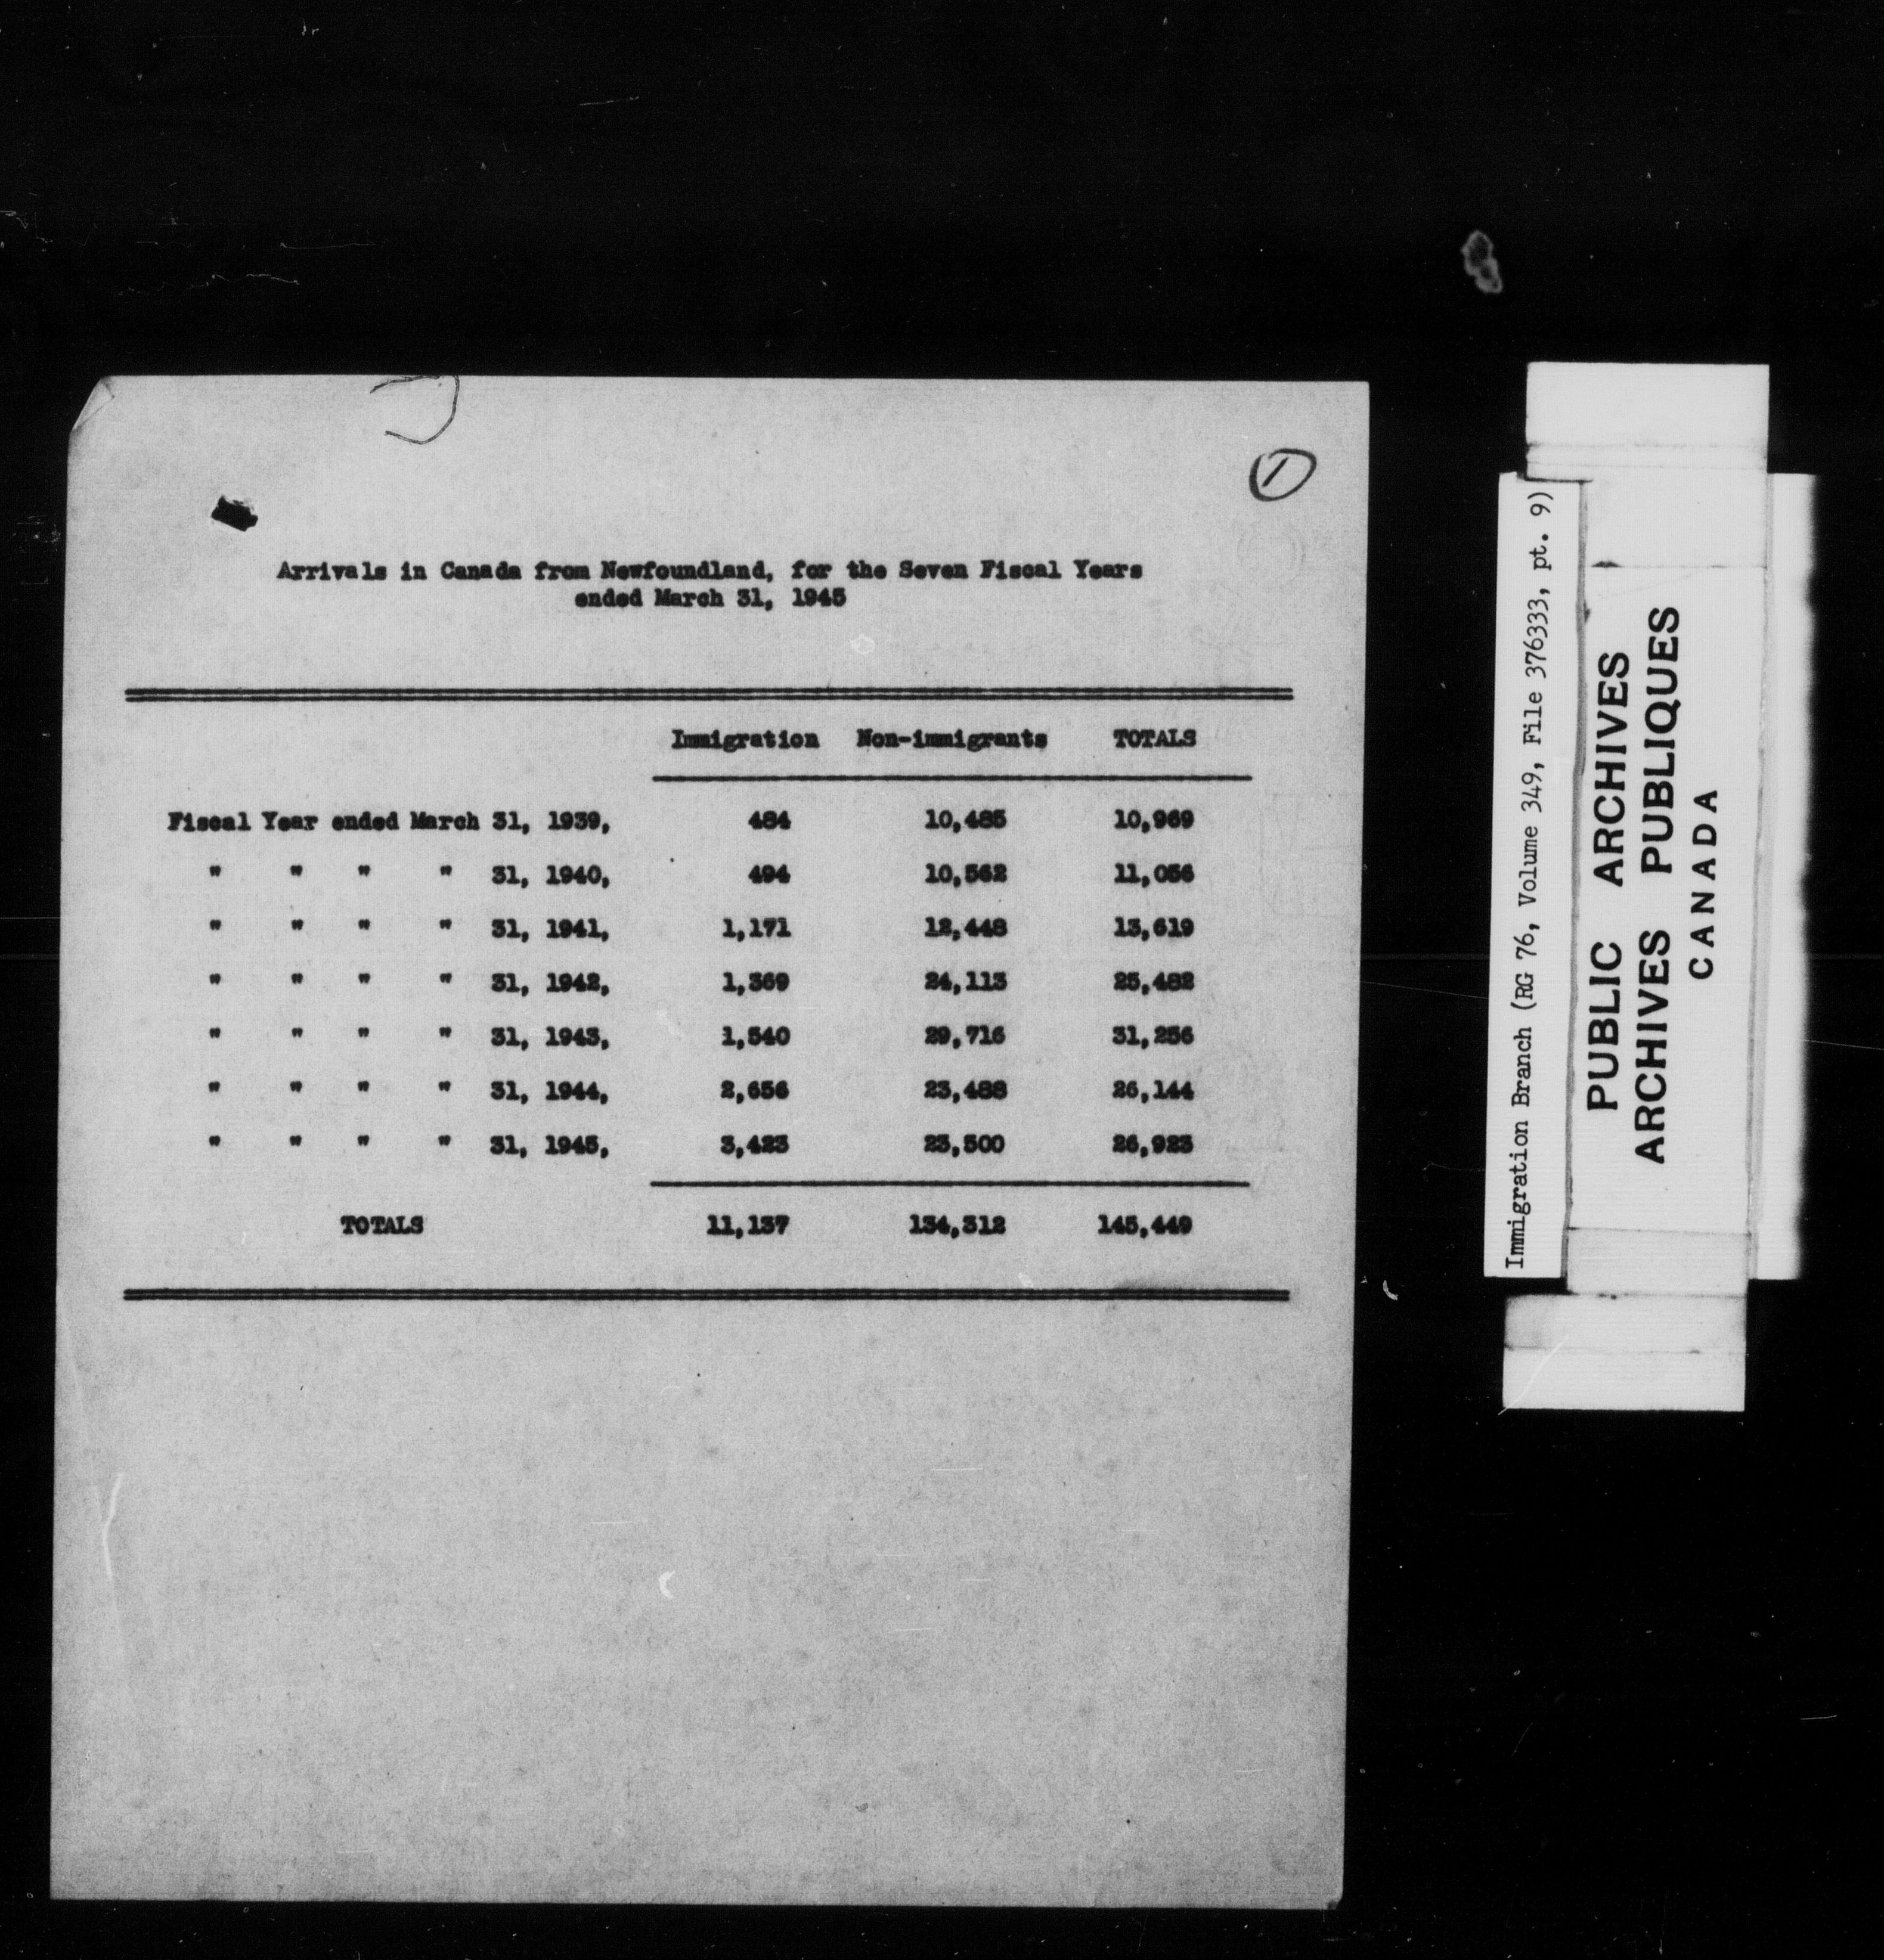 1
Arrivals in Canada from Newfoundland, for the Seven Fiscal Years
ended March 31, 1945
Immigration Non-immigrants TOTALS
Fiscal Year ended March 31, 1939, 484 10,485 10,969
" " " " 31, 1940, 494 10,562 11,056
" " " " 31, 1941, 1,171 12,448 13,619
" " " " 31, 1942, 1,369 24,113 25,482
" " " " 31, 1943, 1,540 29,716 31,256
" " " " 31, 1944, 2,656 23,488 26,144
" " " " 31, 1945, 3,423 23,500 26,923
TOTALS 11,137 134,312 145,449
Immigration Branch (RG 76, Volume 349, File 376333, pt. 9)
PUBLIC ARCHIVES
ARCHIVES PUBLIQUES
CANADA